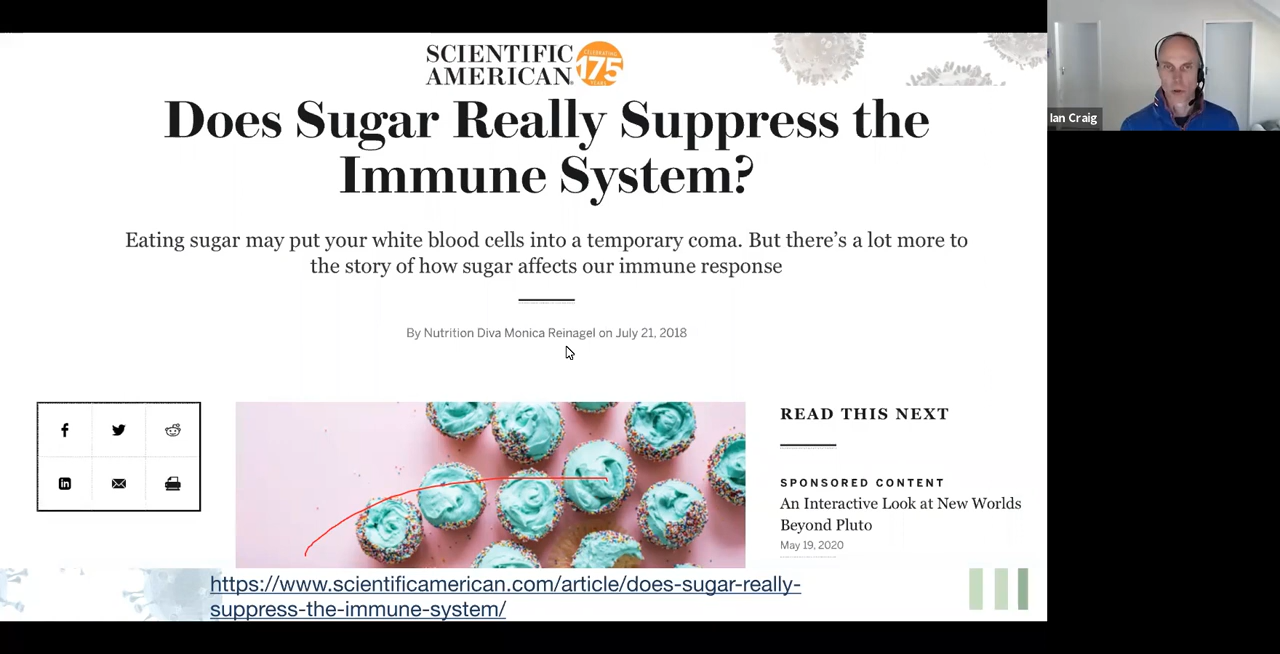 SCIENTIFIC
AMERICAN
CELEBRATING
175
YEARS
Does Sugar Really Suppress the
Immune System?
Eating sugar may put your white blood cells into a temporary coma. But there’s a lot more to
the story of how sugar affects our immune response
By Nutrition Diva Monica Reinagel on July 21, 2018
READ THIS NEXT
SPONSORED CONTENT
An Interactive Look at New Worlds
Beyond Pluto
May 19, 2020
https://www.scientificamerican.com/article/does-sugar-really-
suppress-the-immune-system/
Ian Craig